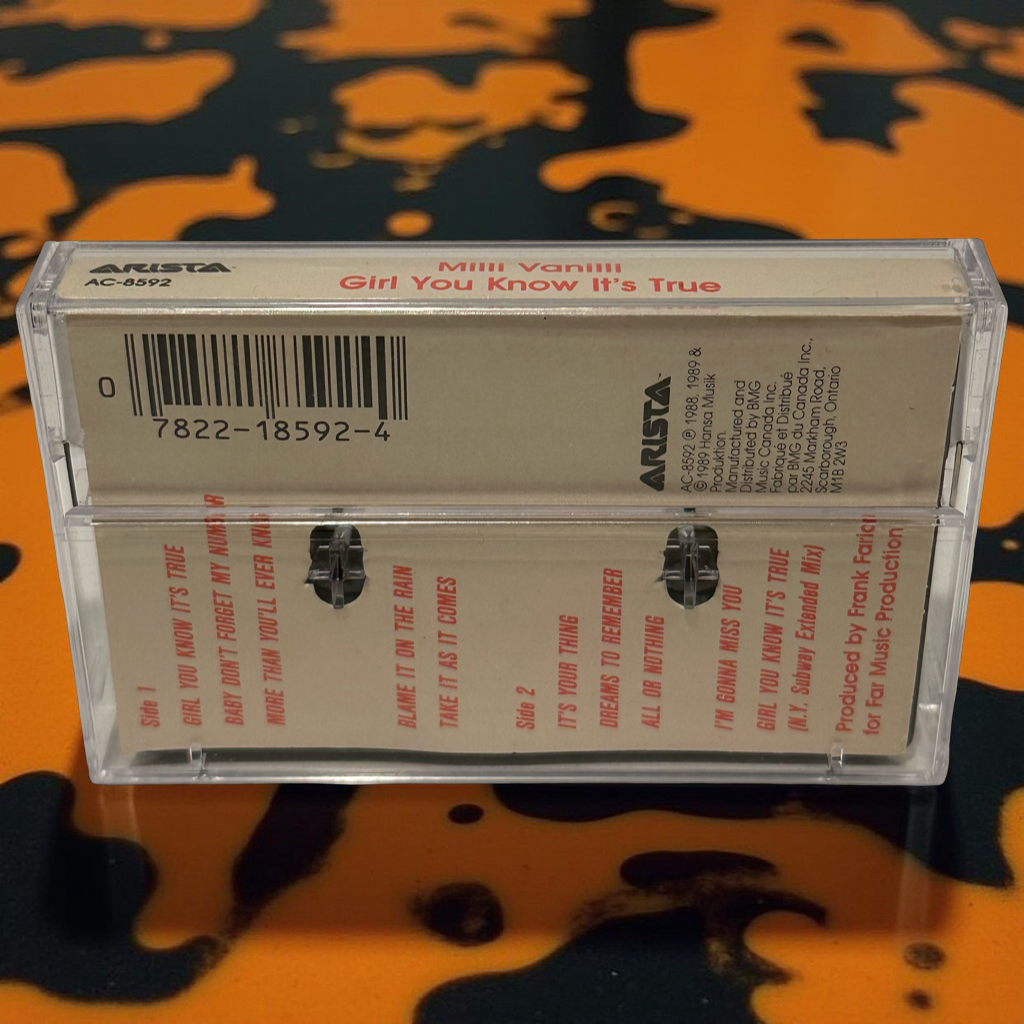 ARISTA™
AC-8592
Milli Vanilli
Girl You Know It's True
0
7822-18592-4
ARISTA™
AC-8592 ℗ 1988, 1989 &
© 1989 Hansa Musik
Produktion.
Manufactured and
Distributed by BMG
Music Canada Inc.
Fabriqué et Distribué
par BMG du Canada Inc.,
2245 Markham Road,
Scarborough, Ontario
M1B 2W3
Side 1
GIRL YOU KNOW IT'S TRUE
BABY DON'T FORGET MY NUMBER
MORE THAN YOU'LL EVER KNOW
BLAME IT ON THE RAIN
TAKE IT AS IT COMES
Side 2
IT'S YOUR THING
DREAMS TO REMEMBER
ALL OR NOTHING
I'M GONNA MISS YOU
GIRL YOU KNOW IT'S TRUE
(N.Y. Subway Extended Mix)
Produced by Frank Farian
for Far Music Production